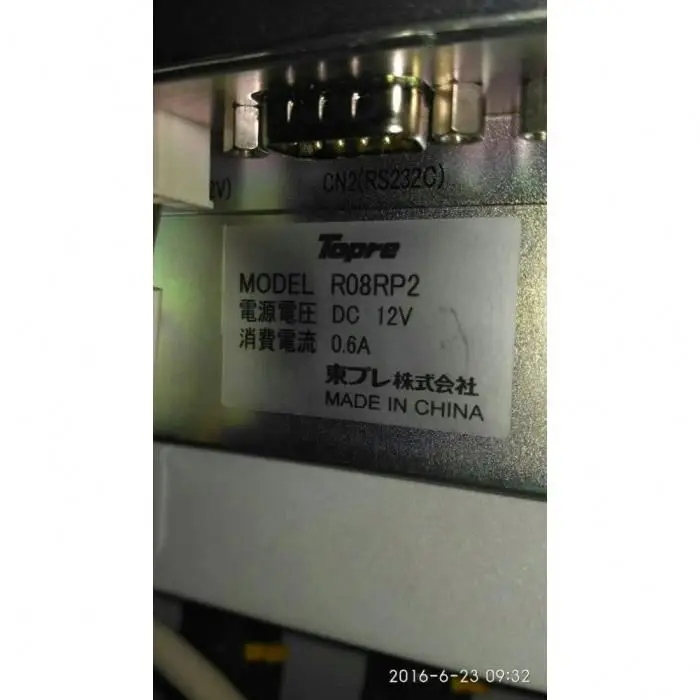 2V)
CN2(RS232C)
Topre
MODEL R08RP2
電源電圧 DC 12V
消費電流 0.6A
東プレ株式会社
MADE IN CHINA
2016-6-23 09:32